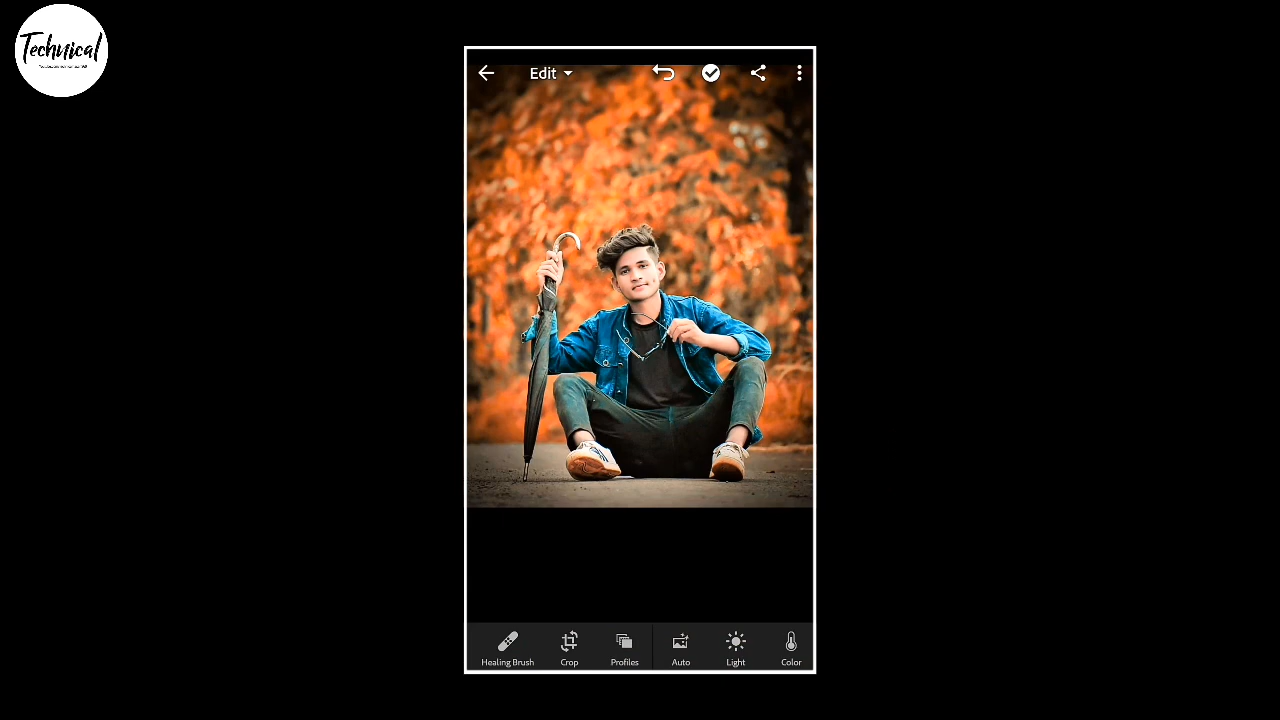 Technical
Edit
Healing Brush
Crop
Profiles
Auto
Light
Color